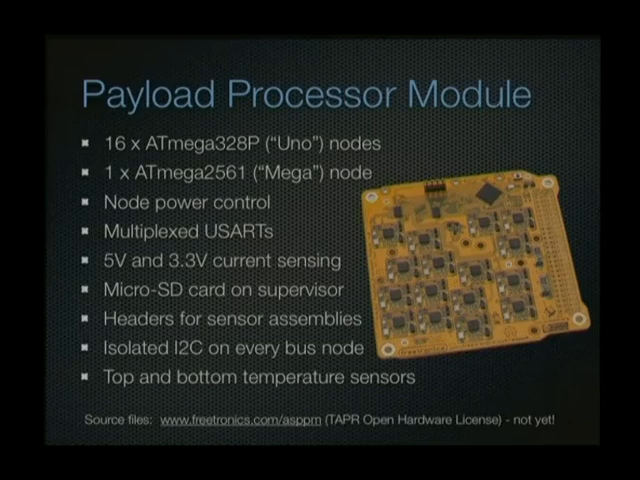 Payload Processor Module
16 x ATmega328P ("Uno") nodes
1 x ATmega2561 ("Mega") node
Node power control
Multiplexed USARTs
5V and 3.3V current sensing
Micro-SD card on supervisor
Headers for sensor assemblies
Isolated I2C on every bus node
Top and bottom temperature sensors
Source files: www.freetronics.com/asppm (TAPR Open Hardware License) - not yet!